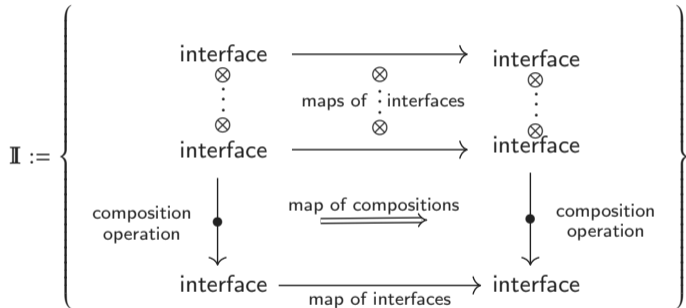 interface interface
⊗ ⊗ ⊗
⋮ maps of ⋮ interfaces ⋮
⊗ ⊗ ⊗
interface interface
𝕀 :=
composition map of compositions composition
operation operation
interface interface
map of interfaces